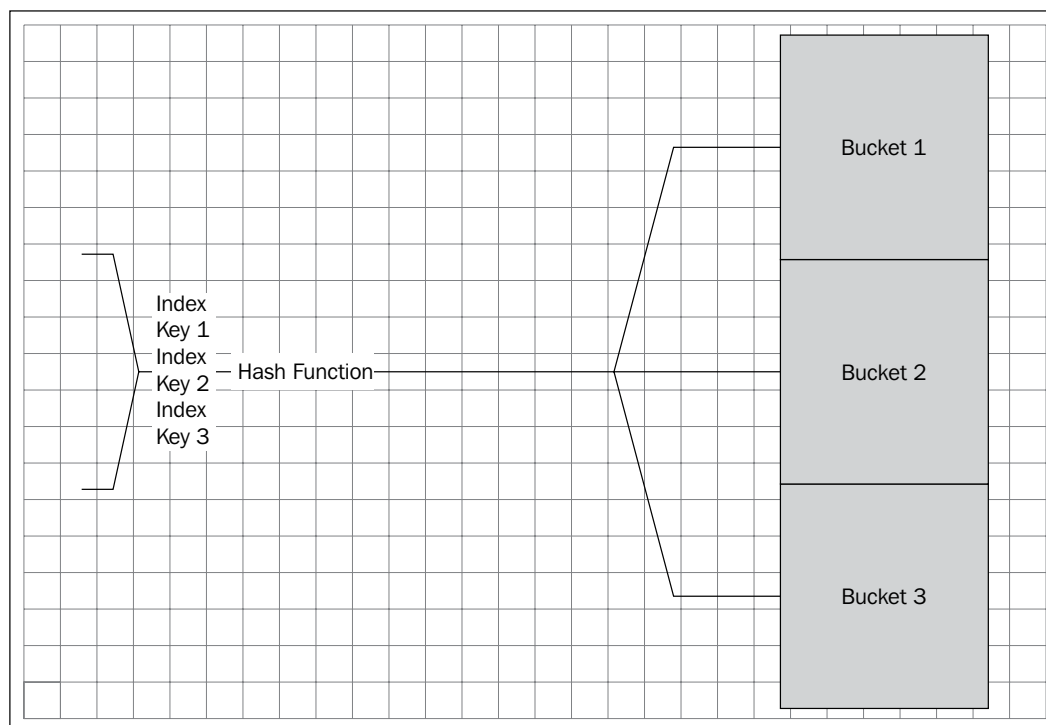 Index
Key 1
Index
Key 2
Index
Key 3
Hash Function
Bucket 1
Bucket 2
Bucket 3